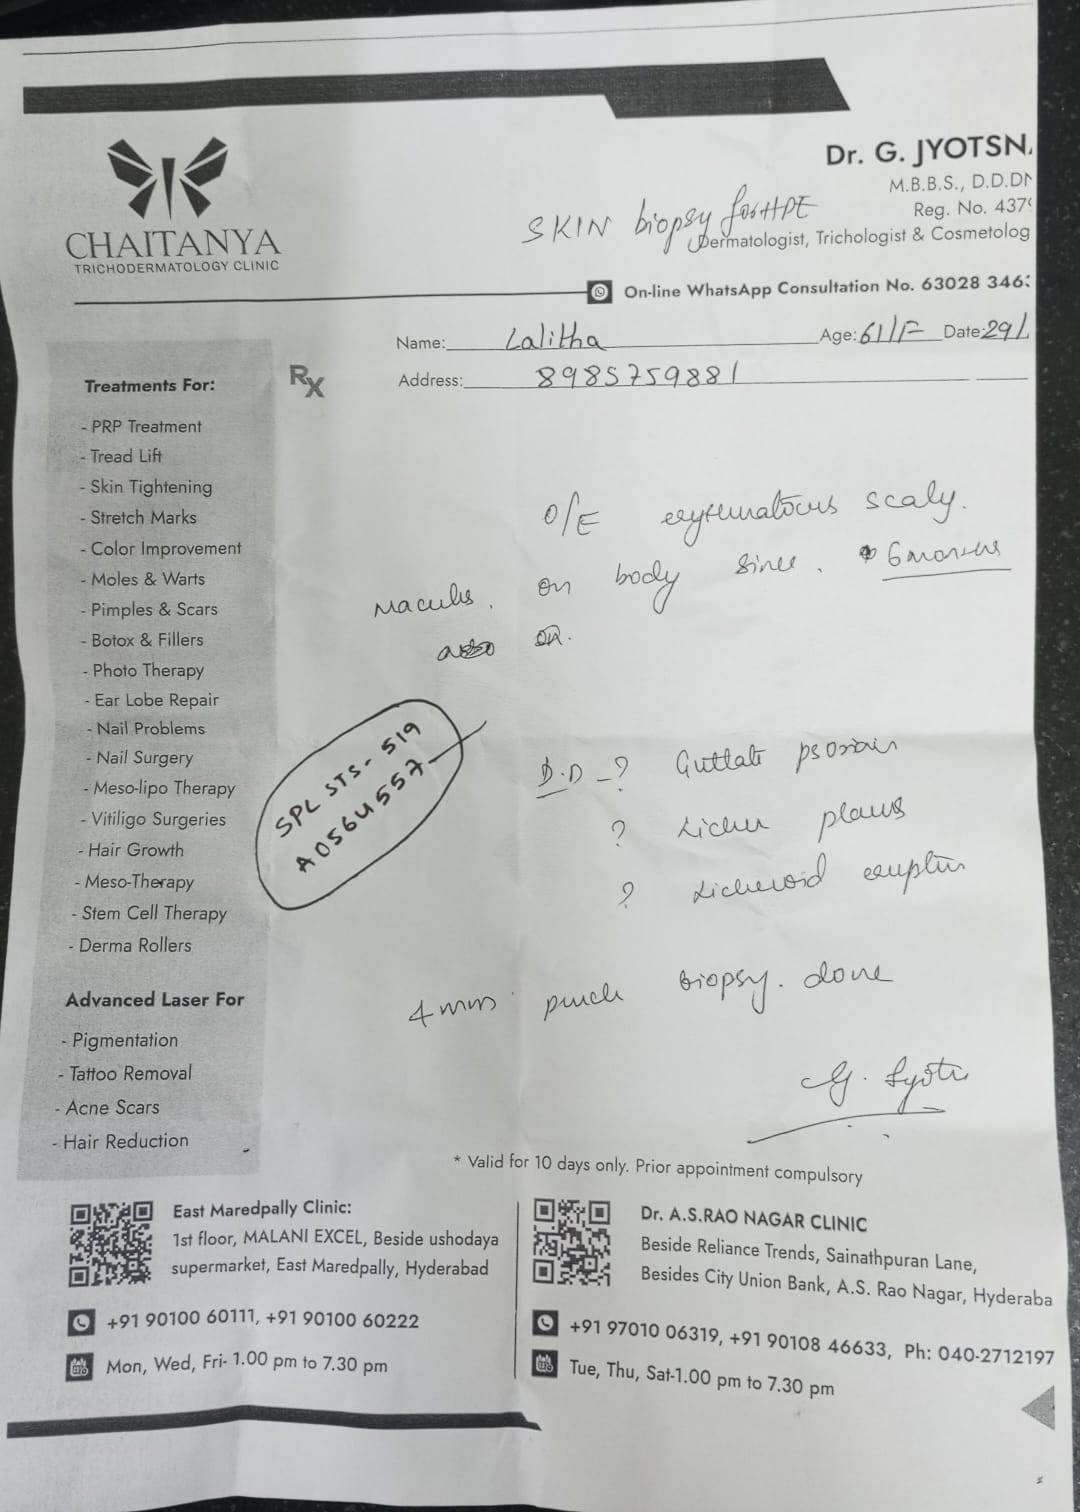 Dr. G. JYOTSN
M.B.B.S., D.D.D
Reg. No. 437
SKIN biopsy for HPE
Dermatologist, Trichologist & Cosmetolog
CHAITANYA
TRICHODERMATOLOGY CLINIC
On-line WhatsApp Consultation No. 63028 346
Name: Lalitha Age: 61/F Date: 29/
Rx
Address: 8985759881
Treatments For:
- PRP Treatment
- Tread Lift
- Skin Tightening
- Stretch Marks
- Color Improvement
- Moles & Warts
- Pimples & Scars
- Botox & Fillers
- Photo Therapy
- Ear Lobe Repair
- Nail Problems
- Nail Surgery
- Meso-lipo Therapy
- Vitiligo Surgeries
- Hair Growth
- Meso-Therapy
- Stem Cell Therapy
- Derma Rollers
Advanced Laser For
- Pigmentation
- Tattoo Removal
- Acne Scars
- Hair Reduction
O/E erytematous scaly.
Macules. on body since. 6 months
on.
SPL STS- 519
A0564557
D.D -? Guttate psoriasis
? Lichen planus
? Lichenoid eruption
4 mm punch biopsy. done
G. Jyotsn
* Valid for 10 days only. Prior appointment compulsory
East Maredpally Clinic:
1st floor, MALANI EXCEL, Beside ushodaya
supermarket, East Maredpally, Hyderabad
+91 90100 60111, +91 90100 60222
Mon, Wed, Fri- 1.00 pm to 7.30 pm
Dr. A.S.RAO NAGAR CLINIC
Beside Reliance Trends, Sainathpuran Lane,
Besides City Union Bank, A.S. Rao Nagar, Hyderaba
+91 97010 06319, +91 90108 46633, Ph: 040-2712197
Tue, Thu, Sat-1.00 pm to 7.30 pm